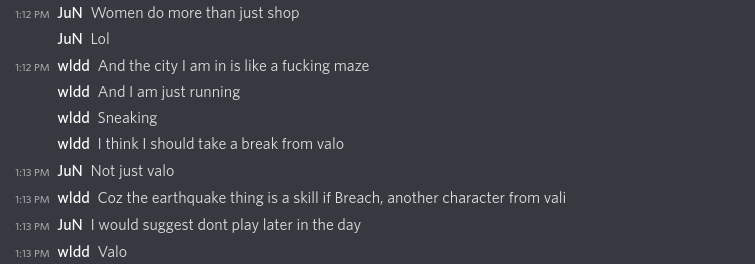 1:12 PM JuN Women do more than just shop
JuN Lol
1:12 PM wldd And the city I am in is like a fucking maze
wldd And I am just running
wldd Sneaking
wldd I think I should take a break from valo
1:13 PM JuN Not just valo
1:13 PM wldd Coz the earthquake thing is a skill if Breach, another character from vali
1:13 PM JuN I would suggest dont play later in the day
1:13 PM wldd Valo